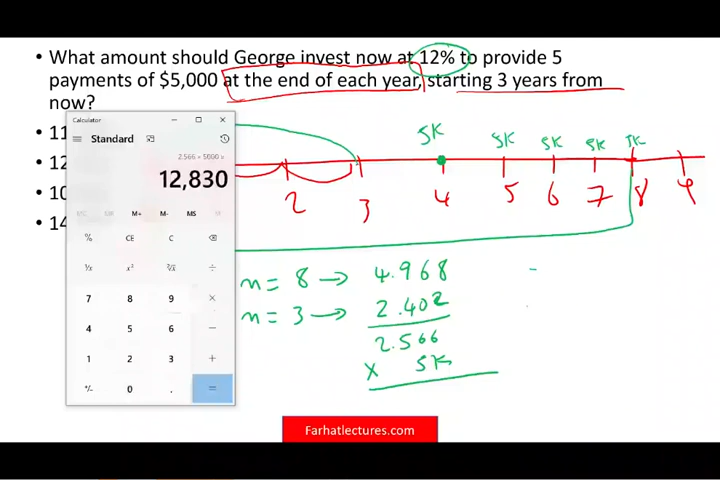 • What amount should George invest now at 12% to provide 5
payments of $5,000 at the end of each year, starting 3 years from
now?
• 11
• 12
• 10
• 14
Calculator
Standard
2.566 × 5000 =
12,830
MC MR M+ M- MS M
% CE C
¹/x x² ²√x ÷
7 8 9 ×
4 5 6 −
1 2 3 +
+/- 0 . =
5K 5K 5K 5K 5K
2 3 4 5 6 7 8 9
n = 8 → 4.968
n = 3 → 2.402
2.566
x 5K
Farhatlectures.com